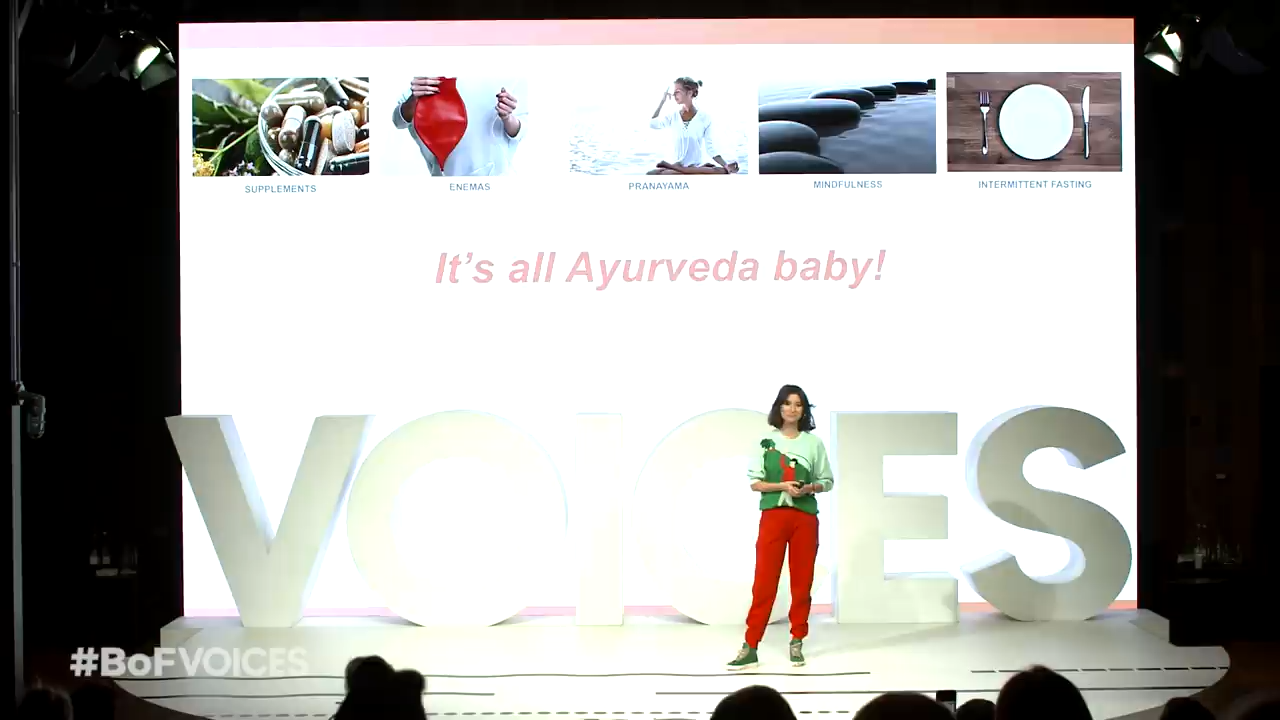 SUPPLEMENTS
ENEMAS
PRANAYAMA
MINDFULNESS
INTERMITTENT FASTING
It's all Ayurveda baby!
VOICES
#BoFVOICES